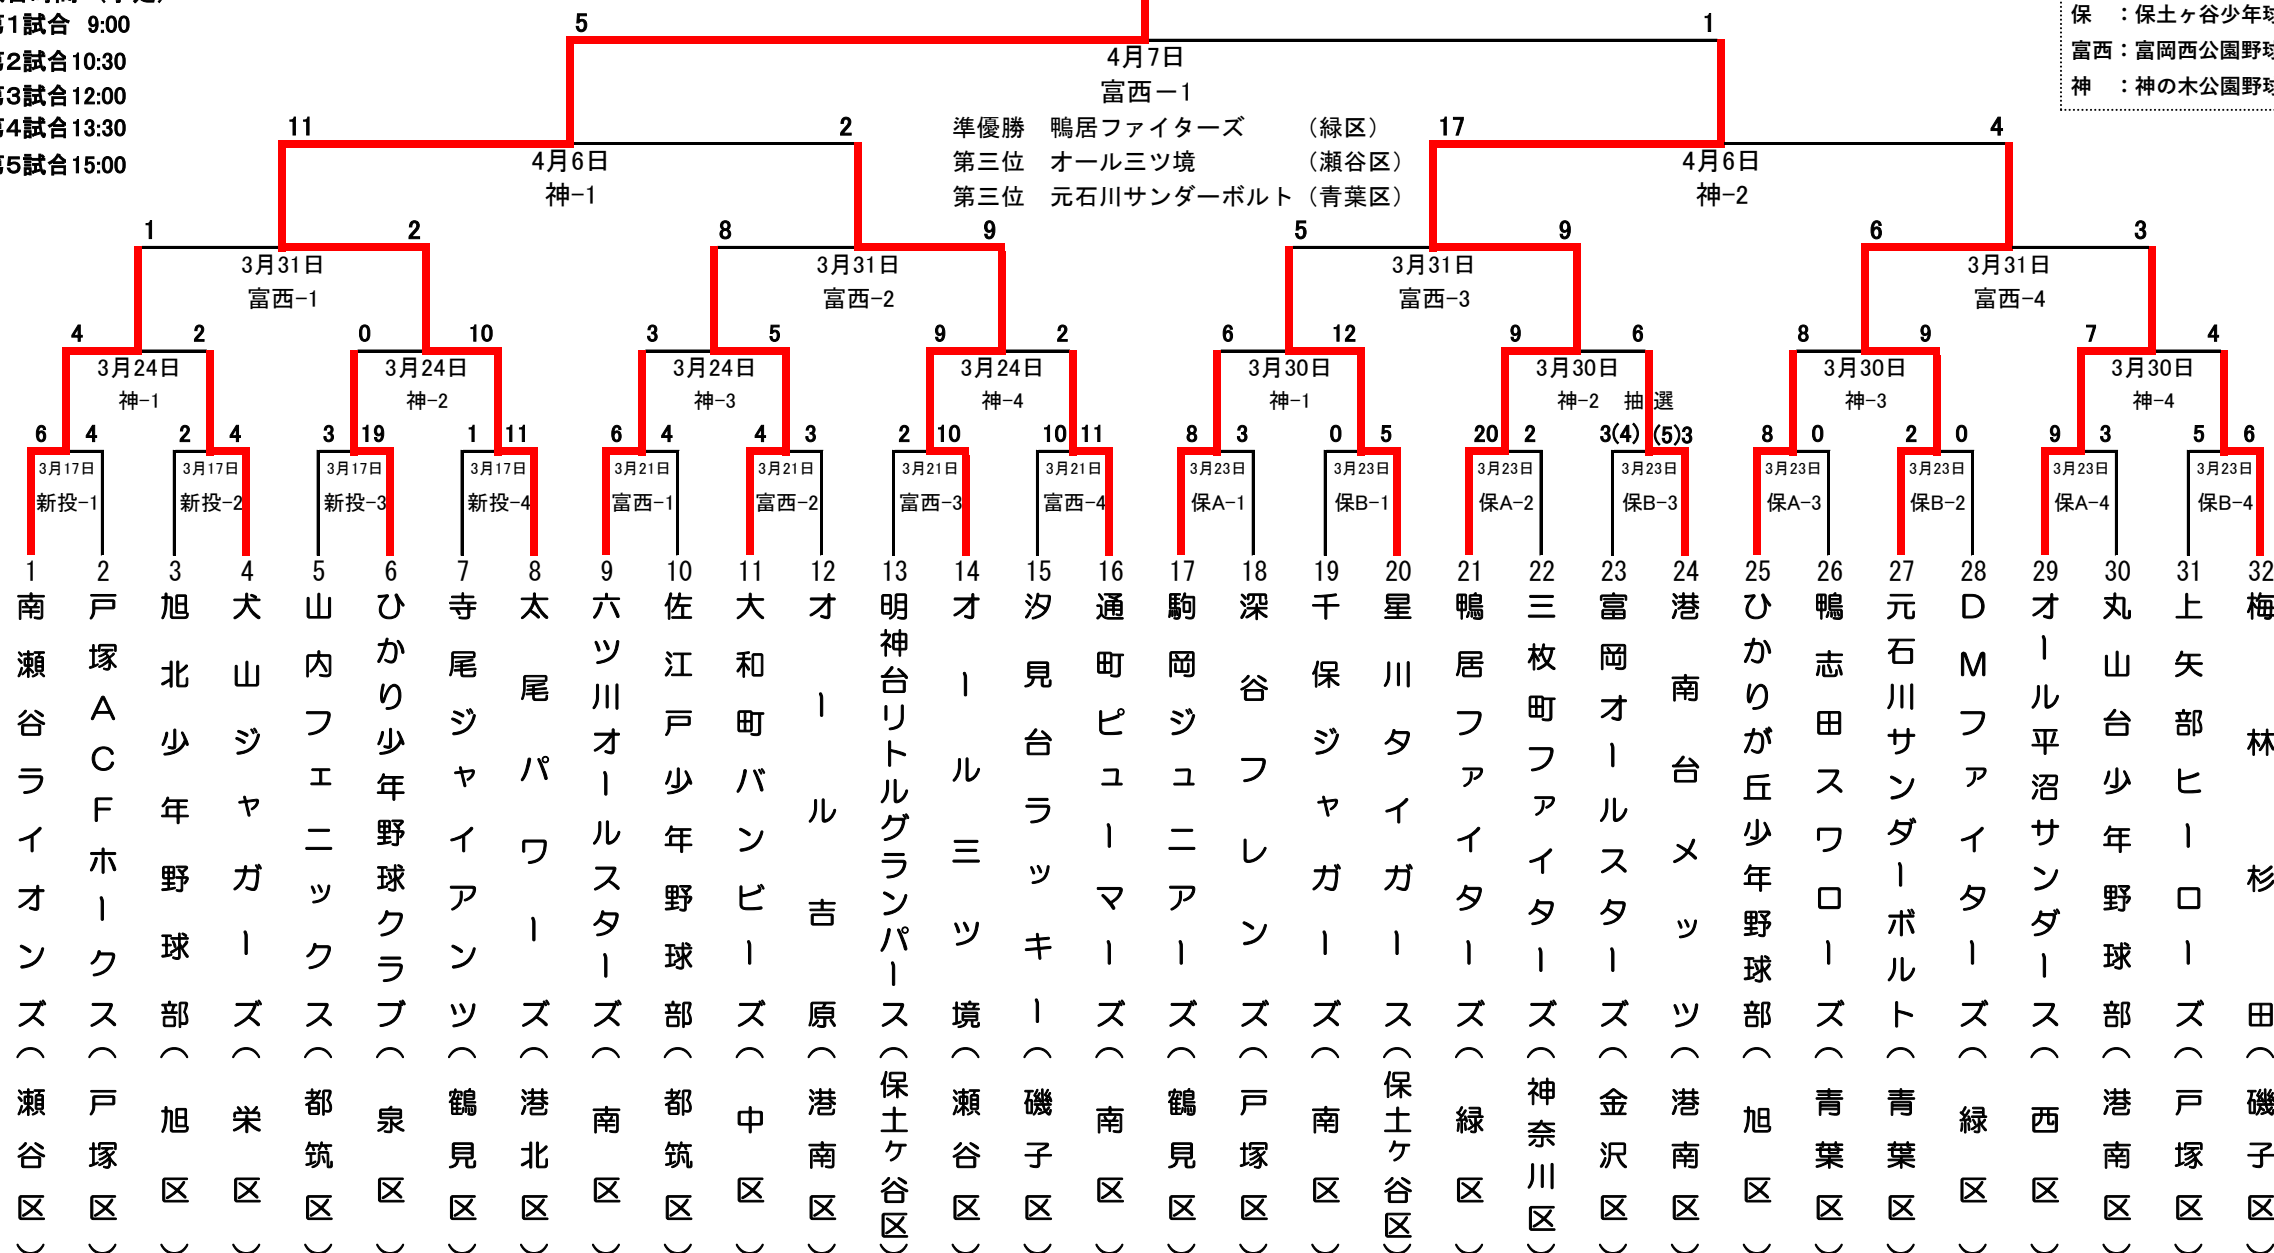 第1試合 9:00
第2試合10:30
第3試合12:00
第4試合13:30
第5試合15:00
保 ：保土ヶ谷少年球
富西：富岡西公園野球
神 ：神の木公園野球
5 1
4月7日
富西ー1
準優勝 鴨居ファイターズ （緑区）
第三位 オール三ツ境 （瀬谷区）
第三位 元石川サンダーボルト（青葉区）
11 2 17 4
4月6日 4月6日
神-1 神-2
1 2 8 9 5 9 6 3
3月31日 3月31日 3月31日 3月31日
富西-1 富西-2 富西-3 富西-4
4 2 0 10 3 5 9 2 6 12 9 6 8 9 7 4
3月24日 3月24日 3月24日 3月24日 3月30日 3月30日 3月30日 3月30日
神-1 神-2 神-3 神-4 神-1 神-2 抽選 神-3 神-4
6 4 2 4 3 19 1 11 6 4 4 3 2 10 10 11 8 3 0 5 20 2 3(4) (5)3 8 0 2 0 9 3 5 6
3月17日 3月17日 3月17日 3月17日 3月21日 3月21日 3月21日 3月21日 3月23日 3月23日 3月23日 3月23日 3月23日 3月23日 3月23日 3月23日
新投-1 新投-2 新投-3 新投-4 富西-1 富西-2 富西-3 富西-4 保A-1 保B-1 保A-2 保B-3 保A-3 保B-2 保A-4 保B-4
1 南瀬谷ライオンズ（瀬谷区）
2 戸塚ACFホークス（戸塚区）
3 旭北少年野球部（旭区）
4 犬山ジャガーズ（栄区）
5 山内フェニックス（都筑区）
6 ひかり少年野球クラブ（泉区）
7 寺尾ジャイアンツ（鶴見区）
8 太尾パワーズ（港北区）
9 六ツ川オールスターズ（南区）
10 佐江戸少年野球部（都筑区）
11 大和町バンビーズ（中区）
12 オール吉原（港南区）
13 明神台リトルグランパース（保土ケ谷区）
14 オール三ツ境（瀬谷区）
15 汐見台ラッキー（磯子区）
16 通町ピューマーズ（南区）
17 駒岡ジュニアーズ（鶴見区）
18 深谷フレンズ（戸塚区）
19 千保ジャガーズ（南区）
20 星川タイガース（保土ケ谷区）
21 鴨居ファイターズ（緑区）
22 三枚町ファイターズ（神奈川区）
23 富岡オールスターズ（金沢区）
24 港南台メッツ（港南区）
25 ひかりが丘少年野球部（旭区）
26 鴨志田スワローズ（青葉区）
27 元石川サンダーボルト（青葉区）
28 DMファイターズ（緑区）
29 オール平沼サンダース（西区）
30 丸山台少年野球部（港南区）
31 上矢部ヒーローズ（戸塚区）
32 梅林杉田（磯子区）